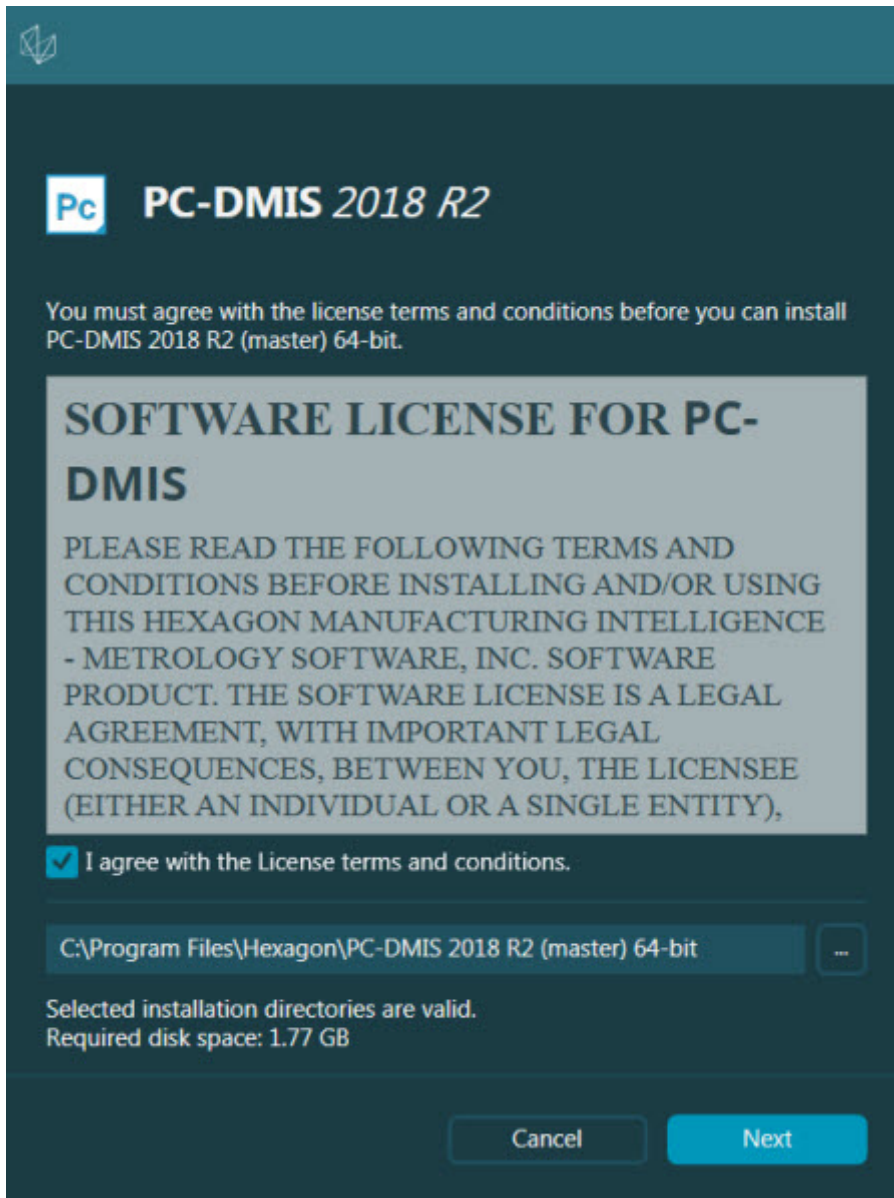 Pc
PC-DMIS 2018 R2
You must agree with the license terms and conditions before you can install
PC-DMIS 2018 R2 (master) 64-bit.
SOFTWARE LICENSE FOR PC-
DMIS
PLEASE READ THE FOLLOWING TERMS AND
CONDITIONS BEFORE INSTALLING AND/OR USING
THIS HEXAGON MANUFACTURING INTELLIGENCE
- METROLOGY SOFTWARE, INC. SOFTWARE
PRODUCT. THE SOFTWARE LICENSE IS A LEGAL
AGREEMENT, WITH IMPORTANT LEGAL
CONSEQUENCES, BETWEEN YOU, THE LICENSEE
(EITHER AN INDIVIDUAL OR A SINGLE ENTITY),
I agree with the License terms and conditions.
C:\Program Files\Hexagon\PC-DMIS 2018 R2 (master) 64-bit
...
Selected installation directories are valid.
Required disk space: 1.77 GB
Cancel
Next